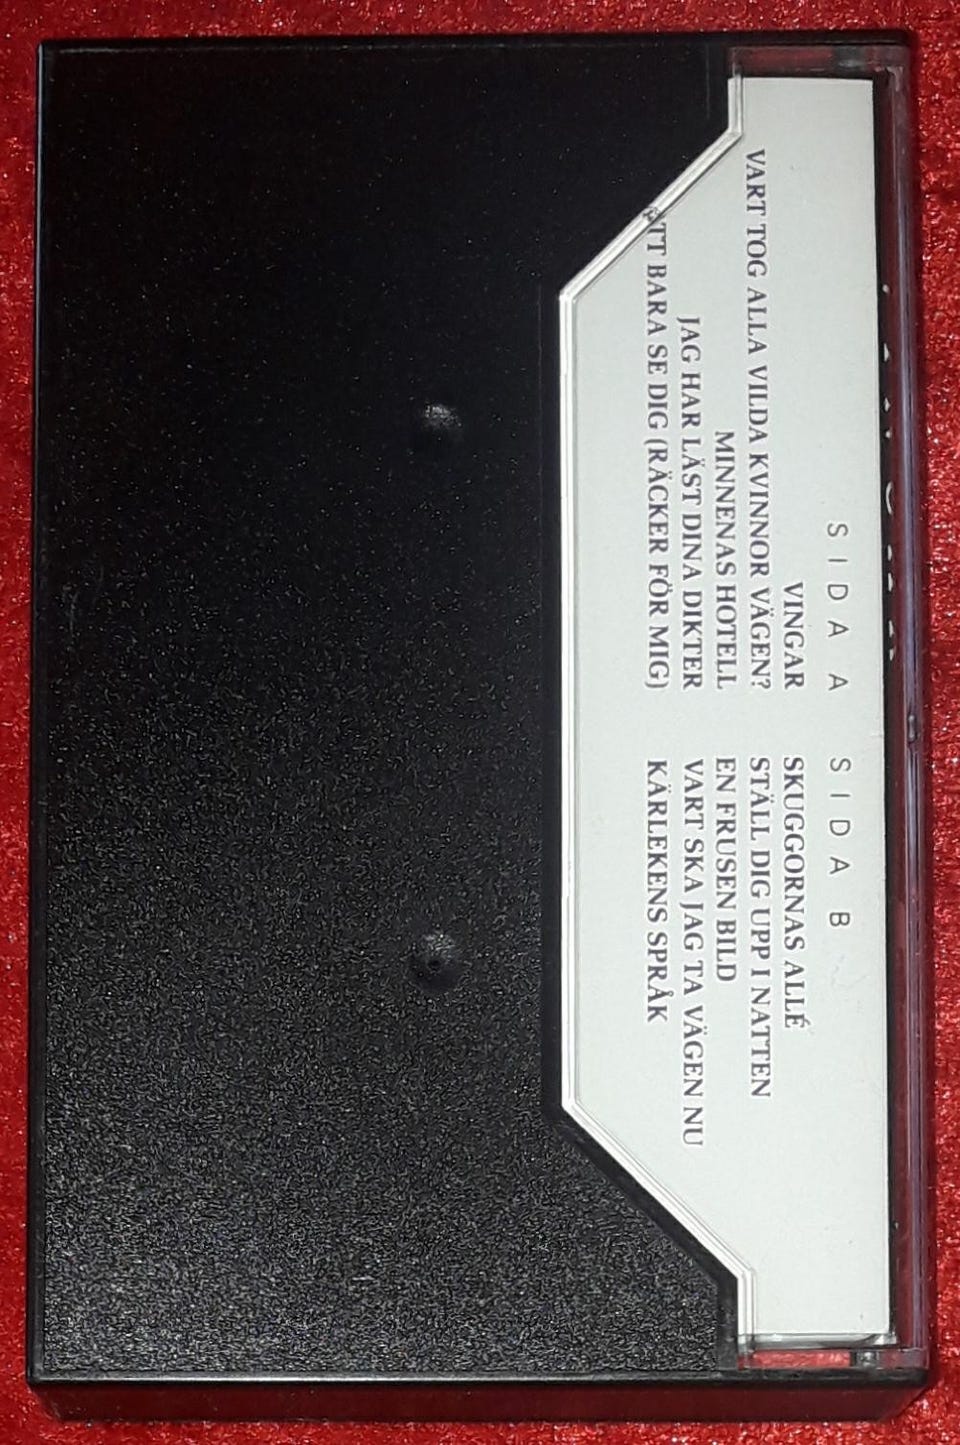 SIDA A
VINGAR
VART TOG ALLA VILDA KVINNOR VÄGEN?
MINNENAS HOTELL
JAG HAR LÄST DINA DIKTER
ATT BARA SE DIG (RÄCKER FÖR MIG)
SIDA B
SKUGGORNAS ALLÉ
STÄLL DIG UPP I NATTEN
EN FRUSEN BILD
VART SKA JAG TA VÄGEN NU
KÄRLEKENS SPRÅK